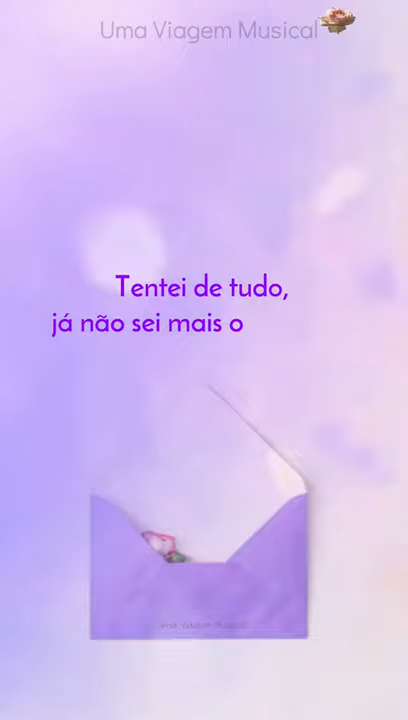 Uma Viagem Musical
Tentei de tudo,
já não sei mais o